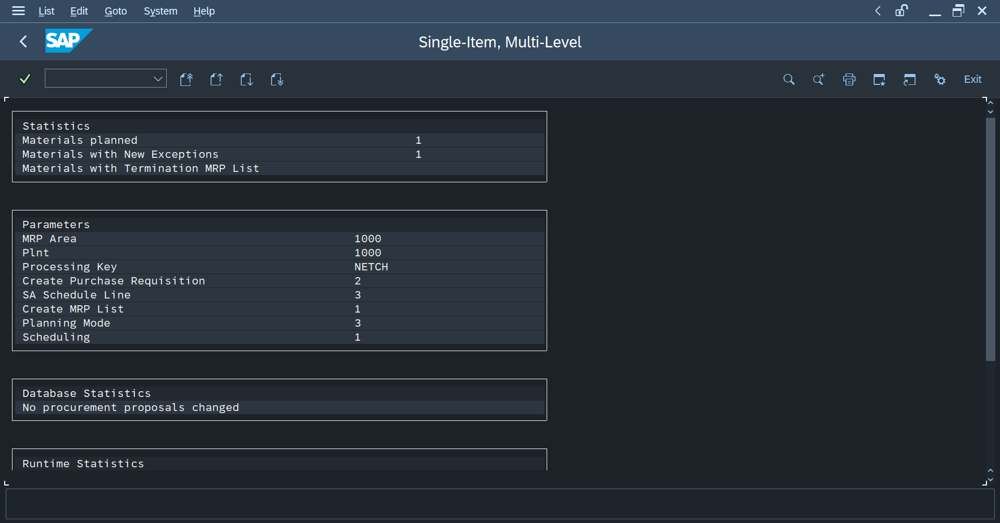 List Edit Goto System Help
SAP
Single-Item, Multi-Level
Exit
Statistics
Materials planned 1
Materials with New Exceptions 1
Materials with Termination MRP List
Parameters
MRP Area 1000
Plnt 1000
Processing Key NETCH
Create Purchase Requisition 2
SA Schedule Line 3
Create MRP List 1
Planning Mode 3
Scheduling 1
Database Statistics
No procurement proposals changed
Runtime Statistics